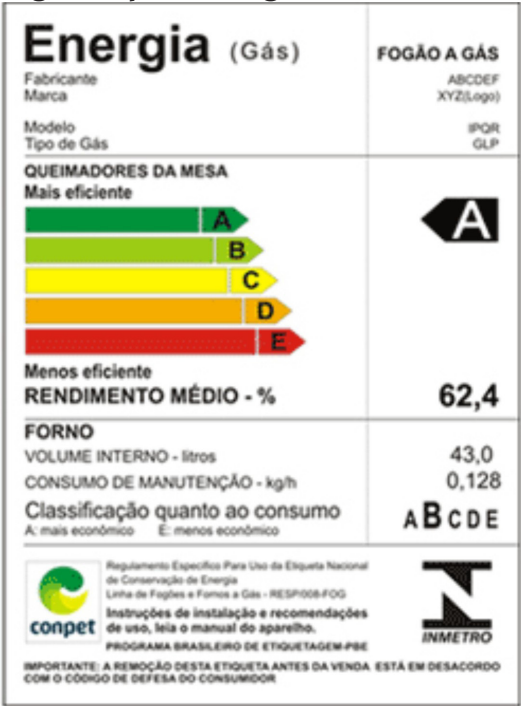 Energia (Gás) FOGÃO A GÁS
Fabricante ABCDEF
Marca XYZ(Logo)
Modelo IPQR
Tipo de Gás GLP
QUEIMADORES DA MESA
Mais eficiente
A A
B
C
D
E
Menos eficiente
RENDIMENTO MÉDIO - % 62,4
FORNO
VOLUME INTERNO - litros 43,0
CONSUMO DE MANUTENÇÃO - kg/h 0,128
Classificação quanto ao consumo A B C D E
A: mais econômico E: menos econômico
Regulamento Específico Para Uso da Etiqueta Nacional
de Conservação de Energia
Linha de Fogões e Fornos a Gás - RESP/008-FOG
Instruções de instalação e recomendações
de uso, leia o manual do aparelho.
PROGRAMA BRASILEIRO DE ETIQUETAGEM-PBE
conpet
INMETRO
IMPORTANTE: A REMOÇÃO DESTA ETIQUETA ANTES DA VENDA ESTÁ EM DESACORDO
COM O CÓDIGO DE DEFESA DO CONSUMIDOR